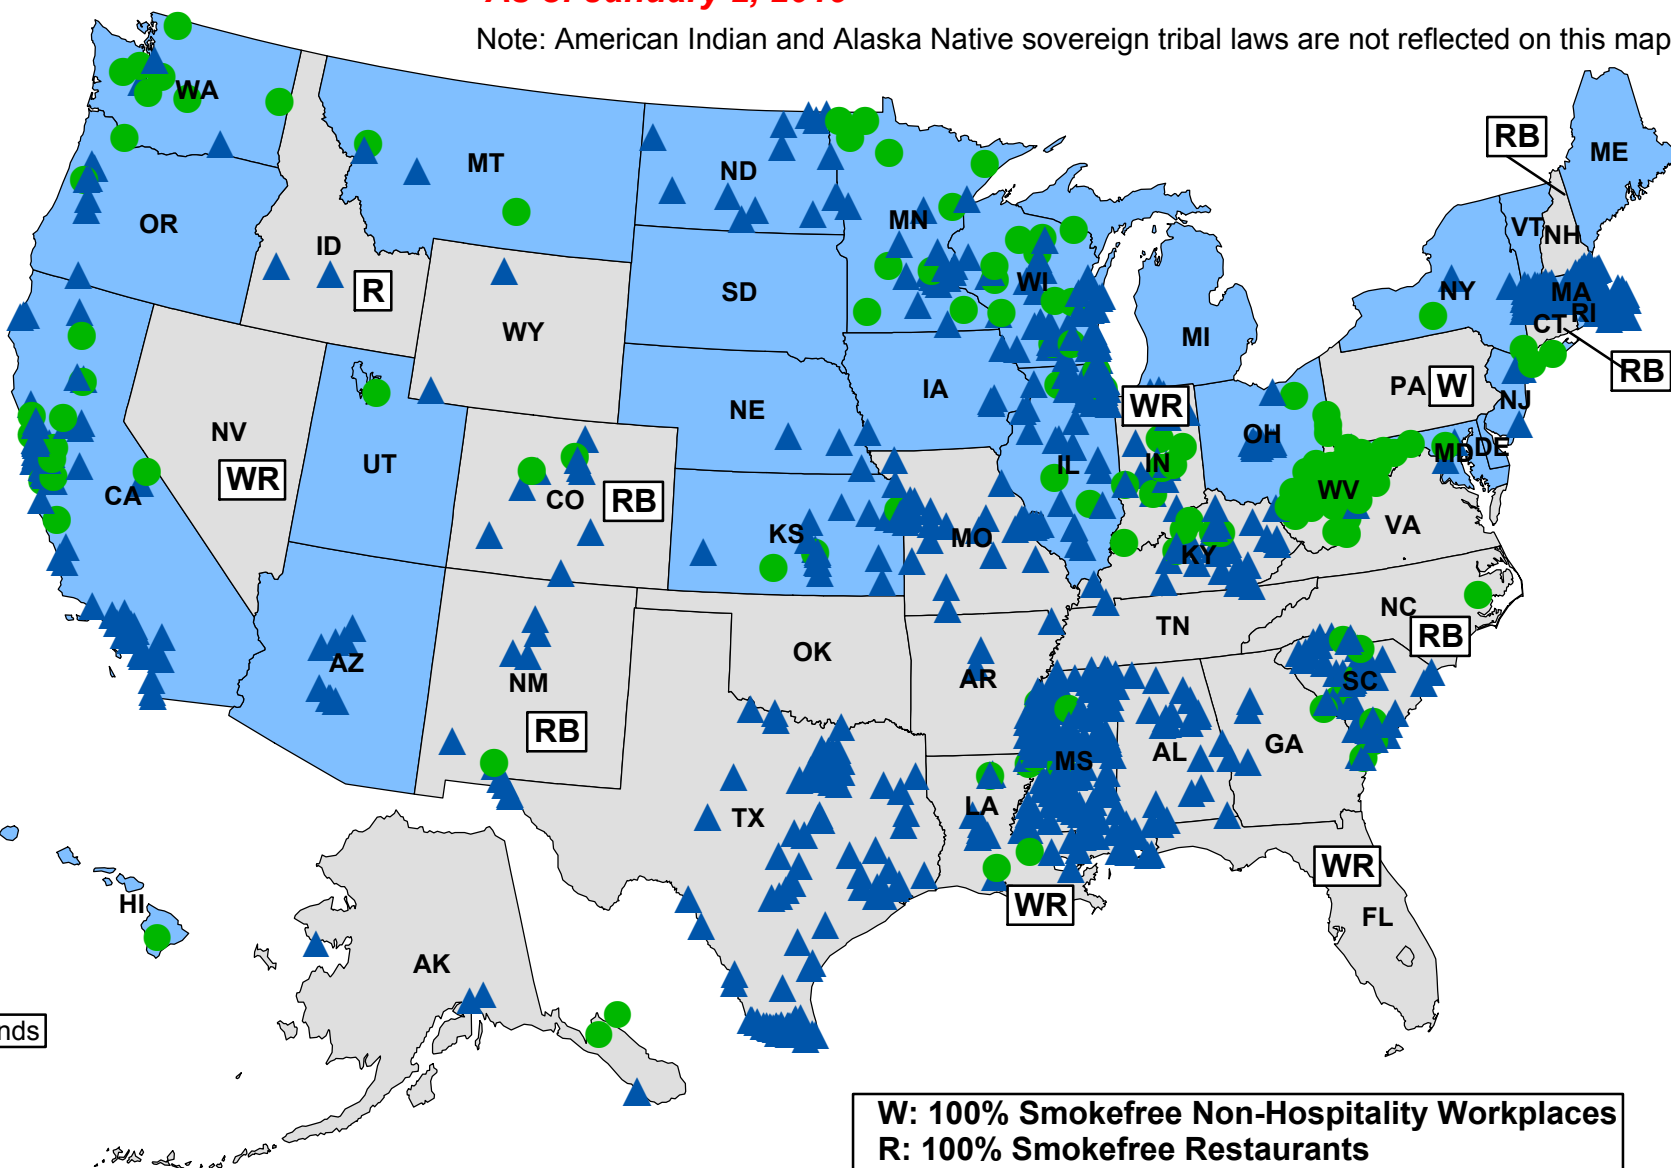 Note: American Indian and Alaska Native sovereign tribal laws are not reflected on this map
WA
RB
ME
MT
ND
MN
OR
VT
NH
ID
R
SD
WI
NY
MA
WY
MI
CT
RI
RB
IA
PA
W
NE
WR
NJ
NV
OH
UT
IL
IN
MD
DE
WR
CA
CO
RB
WV
KS
MO
VA
KY
NC
TN
RB
OK
AZ
NM
AR
SC
RB
GA
AL
MS
TX
LA
WR
HI
WR
FL
AK
nds
W: 100% Smokefree Non-Hospitality Workplaces
R: 100% Smokefree Restaurants